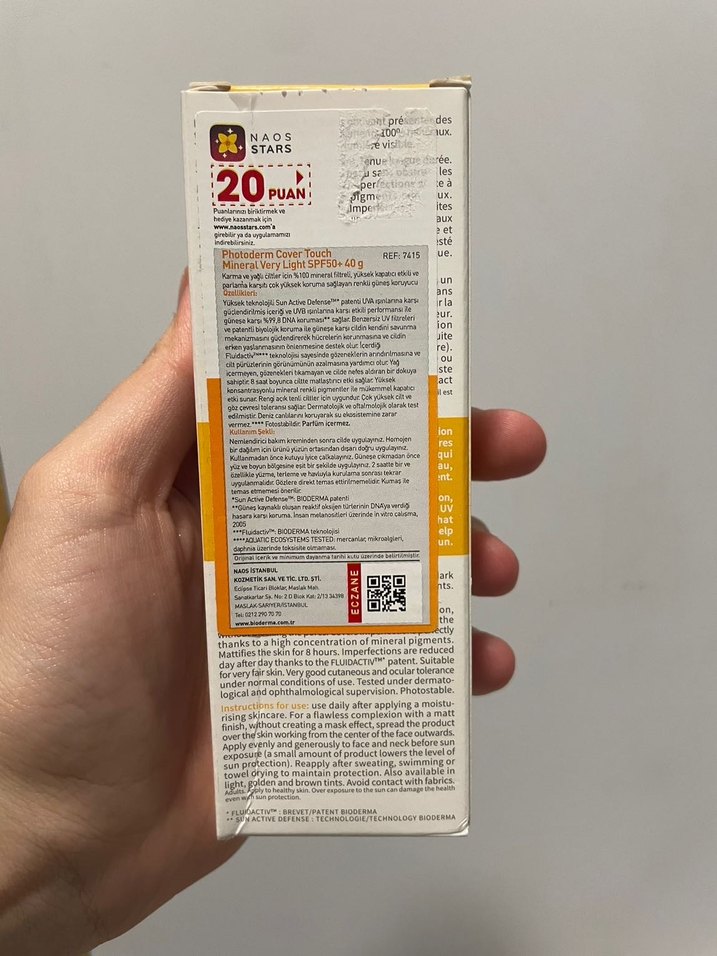 NAOS
STARS
20 PUAN
Puanlarınızı biriktirmek ve
hediye kazanmak için
www.naosstars.com'a
girebilir ya da uygulamamızı
indirebilirsiniz.
des
100%
visible.
les
pigm
Photoderm Cover Touch REF: 7415
Mineral Very Light SPF50+ 40 g
Karma ve yağlı ciltler için %100 mineral filtreli, yüksek kapatıcı etkili ve
parlama karşıtı çok yüksek koruma sağlayan renkli güneş koruyucu
Özellikleri:
Yüksek teknolojili Sun Active Defense™* patenti UVA ışınlarına karşı
güçlendirilmiş içeriği ve UVB ışınlarına karşı etkili performansı ile
güneşe karşı %99,8 DNA koruması** sağlar. Benzersiz UV filtreleri
ve patentli biyolojik koruma ile güneşe karşı cildin kendini savunma
mekanizmasını güçlendirerek hücrelerin korunmasına ve cildin
erken yaşlanmasının önlenmesine destek olur. İçerdiği
Fluidactiv™*** teknolojisi sayesinde gözeneklerin arındırılmasına ve
cilt pürüzlerinin görünümünün azalmasına yardımcı olur. Yağ
içermeyen, gözenekleri tıkamayan ve cilde nefes aldıran bir dokuya
sahiptir. 8 saat boyunca ciltte matlaştırıcı etki sağlar. Yüksek
konsantrasyonlu mineral renkli pigmentler ile mükemmel kapatıcı
etki sunar. Rengi açık tenli ciltler için uygundur. Çok yüksek cilt ve
göz çevresi toleransı sağlar. Dermatolojik ve oftalmolojik olarak test
edilmiştir. Deniz canlılarını koruyarak su ekosistemine zarar
vermez.**** Fotostabildir. Parfüm içermez.
Kullanım Şekli:
Nemlendirici bakım kreminden sonra cilde uygulayınız. Homojen
bir dağılım için ürünü yüzün ortasından dışarı doğru uygulayınız.
Kullanmadan önce kutuyu iyice çalkalayınız. Güneşe çıkmadan önce
yüz ve boyun bölgesine eşit bir şekilde uygulayınız. 2 saatte bir ve
özellikle yüzme, terleme ve havluyla kurulama sonrası tekrar
uygulanmalıdır. Gözlere direkt temas ettirilmemelidir. Kumaş ile
temas etmemesi önerilir.
*Sun Active Defense™: BIODERMA patenti
**Güneş kaynaklı oluşan reaktif oksijen türlerinin DNA'ya verdiği
hasara karşı koruma. İnsan melanositleri üzerinde in vitro çalışma,
2005
***Fluidactiv™: BIODERMA teknolojisi
****AQUATIC ECOSYSTEMS TESTED: mercanlar, mikroalgleri,
daphnia üzerinde toksisite olmaması.
Orijinal içerik ve minimum dayanma tarihi kutu üzerinde belirtilmiştir.
NAOS İSTANBUL
KOZMETİK SAN. VE TİC. LTD. ŞTİ.
Eclipse Ticari Bloklar, Maslak Mah.
Sanatkarlar Sk. No: 2 D Blok Kat: 2/13 34398
MASLAK-SARIYER/İSTANBUL
Tel: 0212 290 70 70
www.bioderma.com.tr
ECZANE
thanks to a high concentration of mineral pigments.
Mattifies the skin for 8 hours. Imperfections are reduced
day after day thanks to the FLUIDACTIV™* patent. Suitable
for very fair skin. Very good cutaneous and ocular tolerance
under normal conditions of use. Tested under dermato-
logical and ophthalmological supervision. Photostable.
Instructions for use: use daily after applying a moistu-
rising skincare. For a flawless complexion with a matt
finish, without creating a mask effect, spread the product
over the skin working from the center of the face outwards.
Apply evenly and generously to face and neck before sun
exposure (a small amount of product lowers the level of
sun protection). Reapply after sweating, swimming or
towel drying to maintain protection. Also available in
light, golden and brown tints. Avoid contact with fabrics.
Adults. Apply to healthy skin. Over exposure to the sun can damage the health
even with sun protection.
* FLUIDACTIV™ : BREVET/PATENT BIODERMA
** SUN ACTIVE DEFENSE : TECHNOLOGIE/TECHNOLOGY BIODERMA